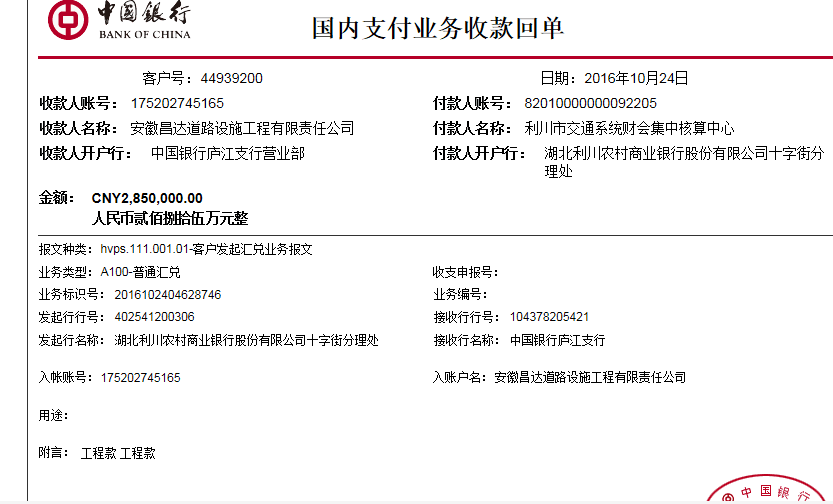 中国银行
BANK OF CHINA
国内支付业务收款回单
客户号：44939200
日期：2016年10月24日
收款人账号：175202745165
付款人账号：82010000000092205
收款人名称：安徽昌达道路设施工程有限责任公司
付款人名称：利川市交通系统财会集中核算中心
收款人开户行：中国银行庐江支行营业部
付款人开户行：湖北利川农村商业银行股份有限公司十字街分
理处
金额：CNY2,850,000.00
人民币贰佰捌拾伍万元整
报文种类：hvps.111.001.01-客户发起汇兑业务报文
业务类型：A100-普通汇兑
收支申报号：
业务标识号：2016102404628746
业务编号：
发起行行号：402541200306
接收行行号：104378205421
发起行名称：湖北利川农村商业银行股份有限公司十字街分理处
接收行名称：中国银行庐江支行
入帐账号：175202745165
入账户名：安徽昌达道路设施工程有限责任公司
用途：
附言：工程款 工程款
中国银行